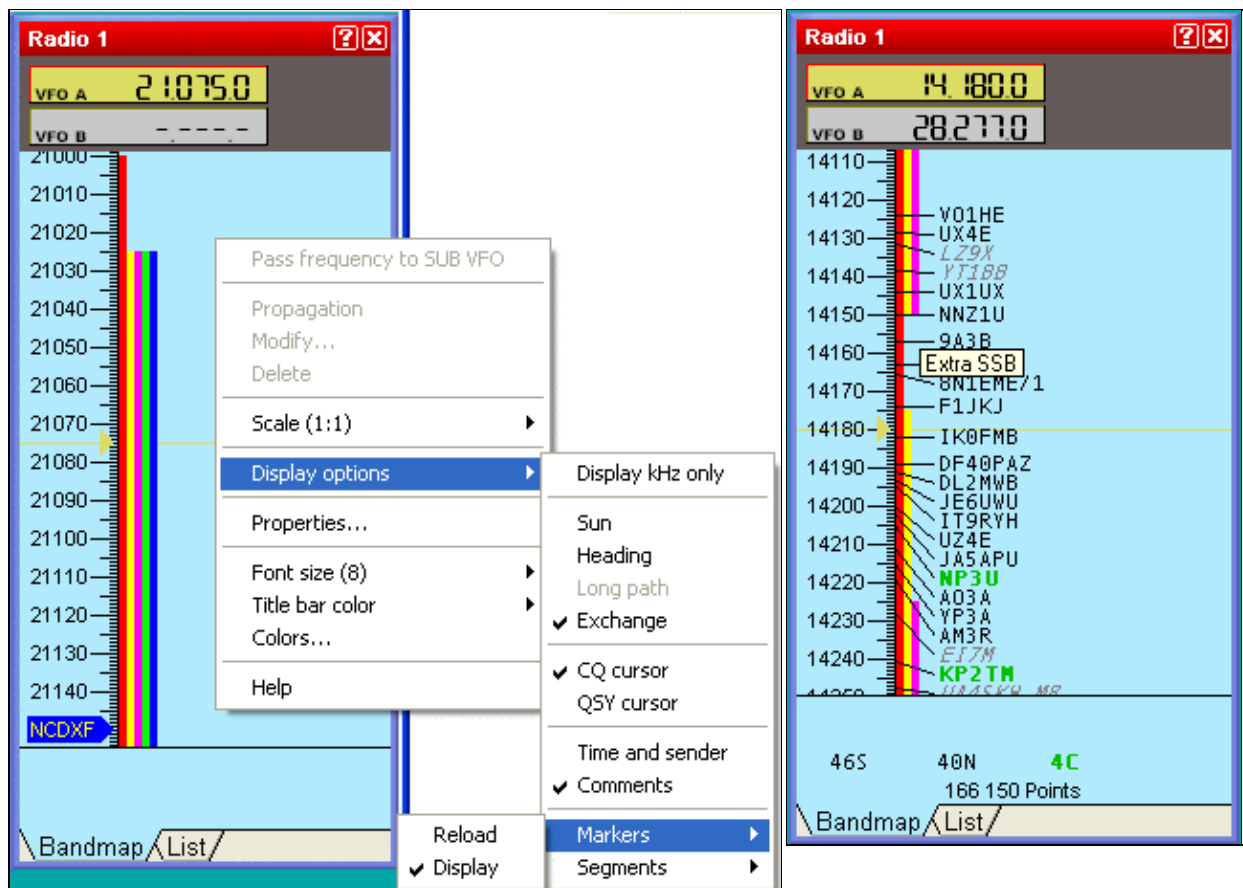 Radio 1
VFO A 21.075.0
VFO B -.---.-
21000
21010
21020
21030
21040
21050
21060
21070
21080
21090
21100
21110
21120
21130
21140
NCDXF
Bandmap List
Pass frequency to SUB VFO
Propagation
Modify...
Delete
Scale (1:1)
Display options
Properties...
Font size (8)
Title bar color
Colors...
Help
Display kHz only
Sun
Heading
Long path
Exchange
CQ cursor
QSY cursor
Time and sender
Comments
Markers
Segments
Reload
Display
Radio 1
VFO A 14.180.0
VFO B 28.277.0
14110
14120
VO1HE
14130 UX4E
LZ9X
14140 YT1BB
UX1UX
14150 NNZ1U
9A3B
14160 Extra SSB
14170 8N1EME/1
F1JKJ
14180 IK0FMB
14190 DF40PAZ
DL2MWB
14200 JE6UWU
IT9RYH
14210 UZ4E
JA5APU
14220 NP3U
AO3A
14230 YP3A
AM3R
14240 EI7M
KP2TM
14250
46S 40N 4C
166 150 Points
Bandmap List